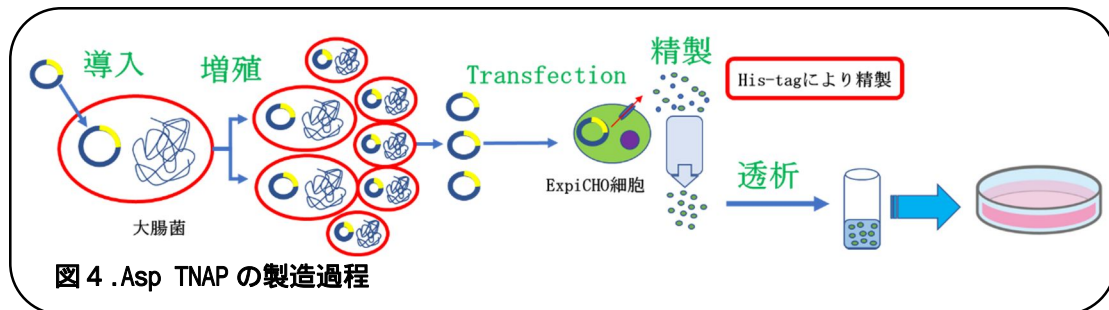 導入
増殖
Transfection
精製
His-tagにより精製
大腸菌
ExpiCHO細胞
透析
図４.Asp TNAP の製造過程